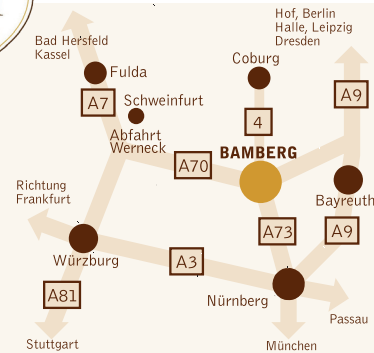 Hof, Berlin
Halle, Leipzig
Dresden
Bad Hersfeld
Kassel
Coburg
Fulda
A7
Schweinfurt
A9
4
Abfahrt
Werneck
BAMBERG
A70
Richtung
Frankfurt
Bayreuth
A73
A9
Würzburg
A3
A81
Nürnberg
Passau
Stuttgart
München